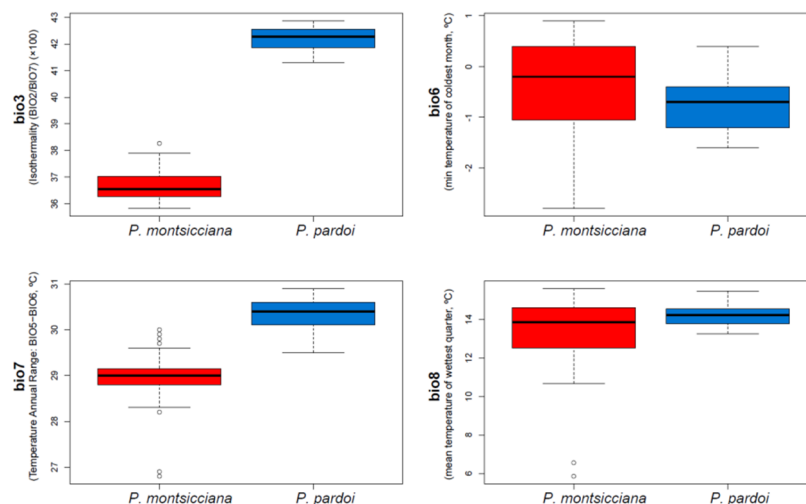 bio3
(Isothermality (BIO2/BIO7) (×100)
43
42
41
40
39
38
37
36
P. montsicciana
P. pardoi
bio6
(min temperature of coldest month, ºC)
1
0
-1
-2
P. montsicciana
P. pardoi
bio7
(Temperature Annual Range: BIO5–BIO6, ºC)
31
30
29
28
27
P. montsicciana
P. pardoi
bio8
(mean temperature of wettest quarter, ºC)
14
12
10
8
6
P. montsicciana
P. pardoi